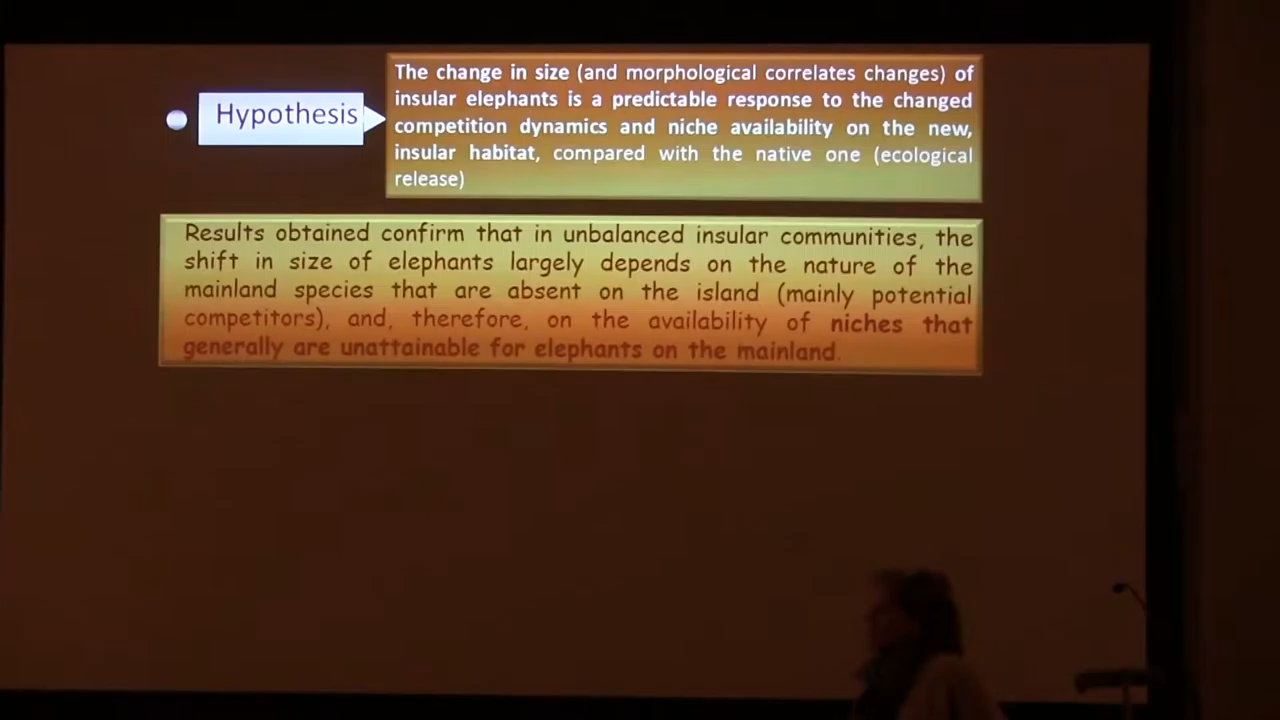 Hypothesis
The change in size (and morphological correlates changes) of
insular elephants is a predictable response to the changed
competition dynamics and niche availability on the new,
insular habitat, compared with the native one (ecological
release)
Results obtained confirm that in unbalanced insular communities, the
shift in size of elephants largely depends on the nature of the
mainland species that are absent on the island (mainly potential
competitors), and, therefore, on the availability of niches that
generally are unattainable for elephants on the mainland.